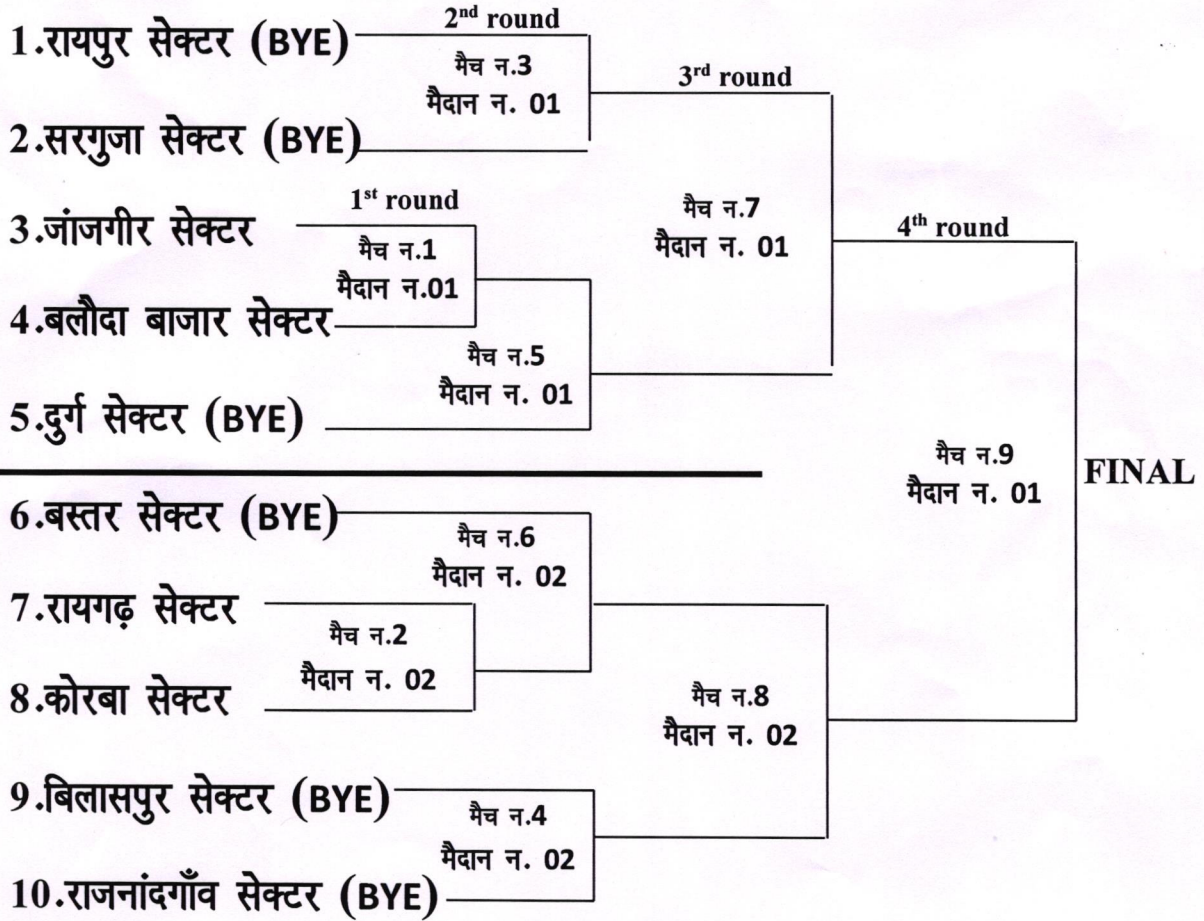 2nd round
1.रायपुर सेक्टर (BYE)
मैच न.3
मैदान न. 01
3rd round
2.सरगुजा सेक्टर (BYE)
1st round
3.जांजगीर सेक्टर
मैच न.1
मैदान न.01
मैच न.7
मैदान न. 01
4th round
4.बलौदा बाजार सेक्टर
मैच न.5
मैदान न. 01
5.दुर्ग सेक्टर (BYE)
मैच न.9
मैदान न. 01
FINAL
6.बस्तर सेक्टर (BYE)
मैच न.6
मैदान न. 02
7.रायगढ़ सेक्टर
मैच न.2
मैदान न. 02
8.कोरबा सेक्टर
मैच न.8
मैदान न. 02
9.बिलासपुर सेक्टर (BYE)
मैच न.4
मैदान न. 02
10.राजनांदगाँव सेक्टर (BYE)